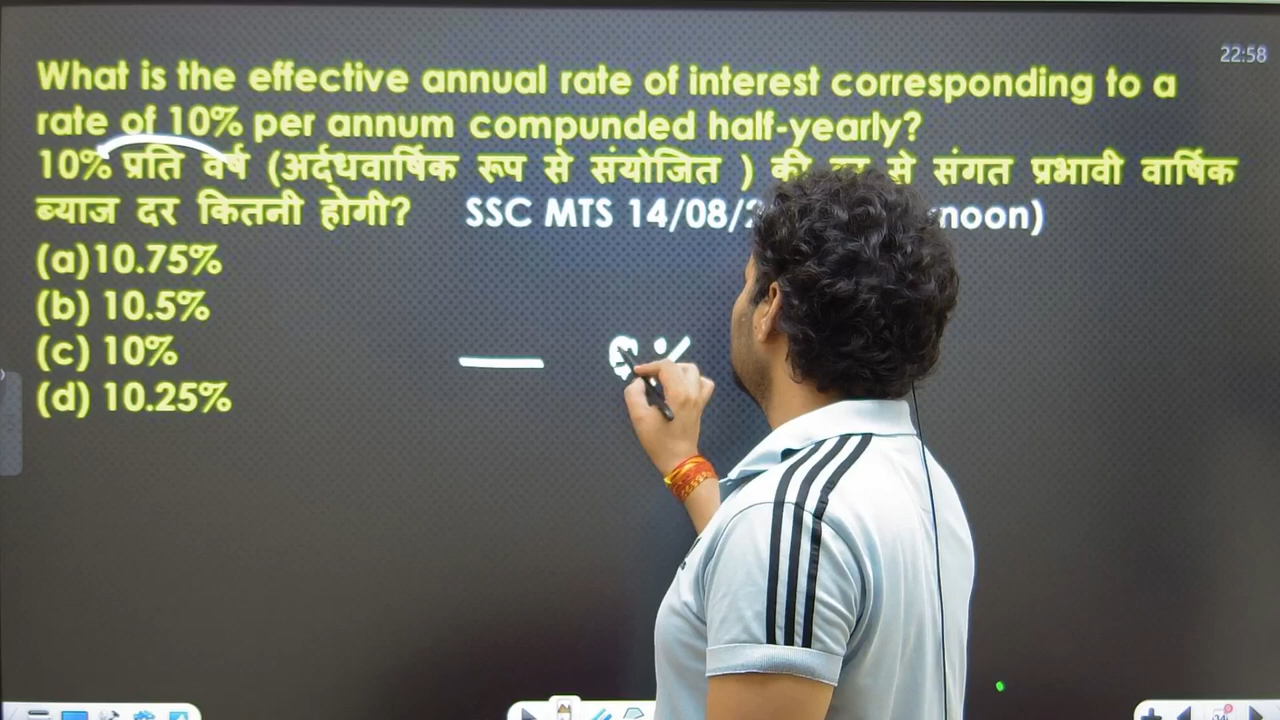 22:58
What is the effective annual rate of interest corresponding to a
rate of 10% per annum compunded half-yearly?
10% प्रति वर्ष (अर्द्धवार्षिक रूप से संयोजित ) की से संगत प्रभावी वार्षिक
ब्याज दर कितनी होगी? SSC MTS 14/08/
(a)10.75%
(b) 10.5%
(c) 10%
(d) 10.25%